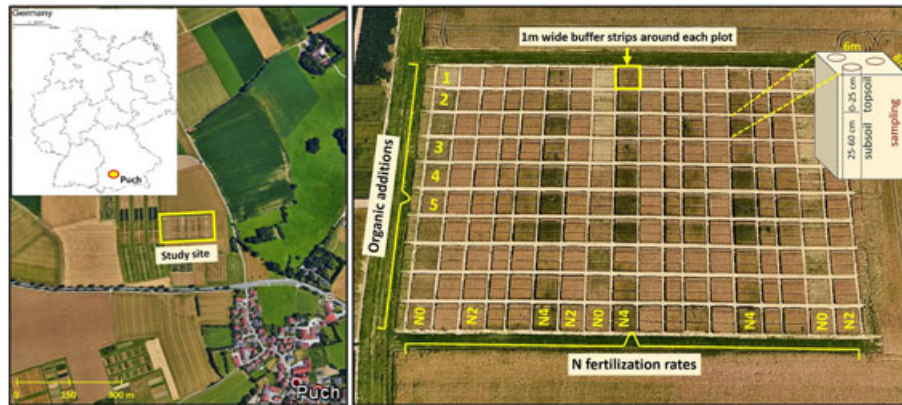 Germany
Puch
Study site
0 150 300 m
Puch
1m wide buffer strips around each plot
6m
0-25 cm
topsoil
25-60 cm
subsoil
sampling
Organic additions
1
2
3
4
5
N0 N2 N4 N2 N0 N4 N4 N0 N2
N fertilization rates